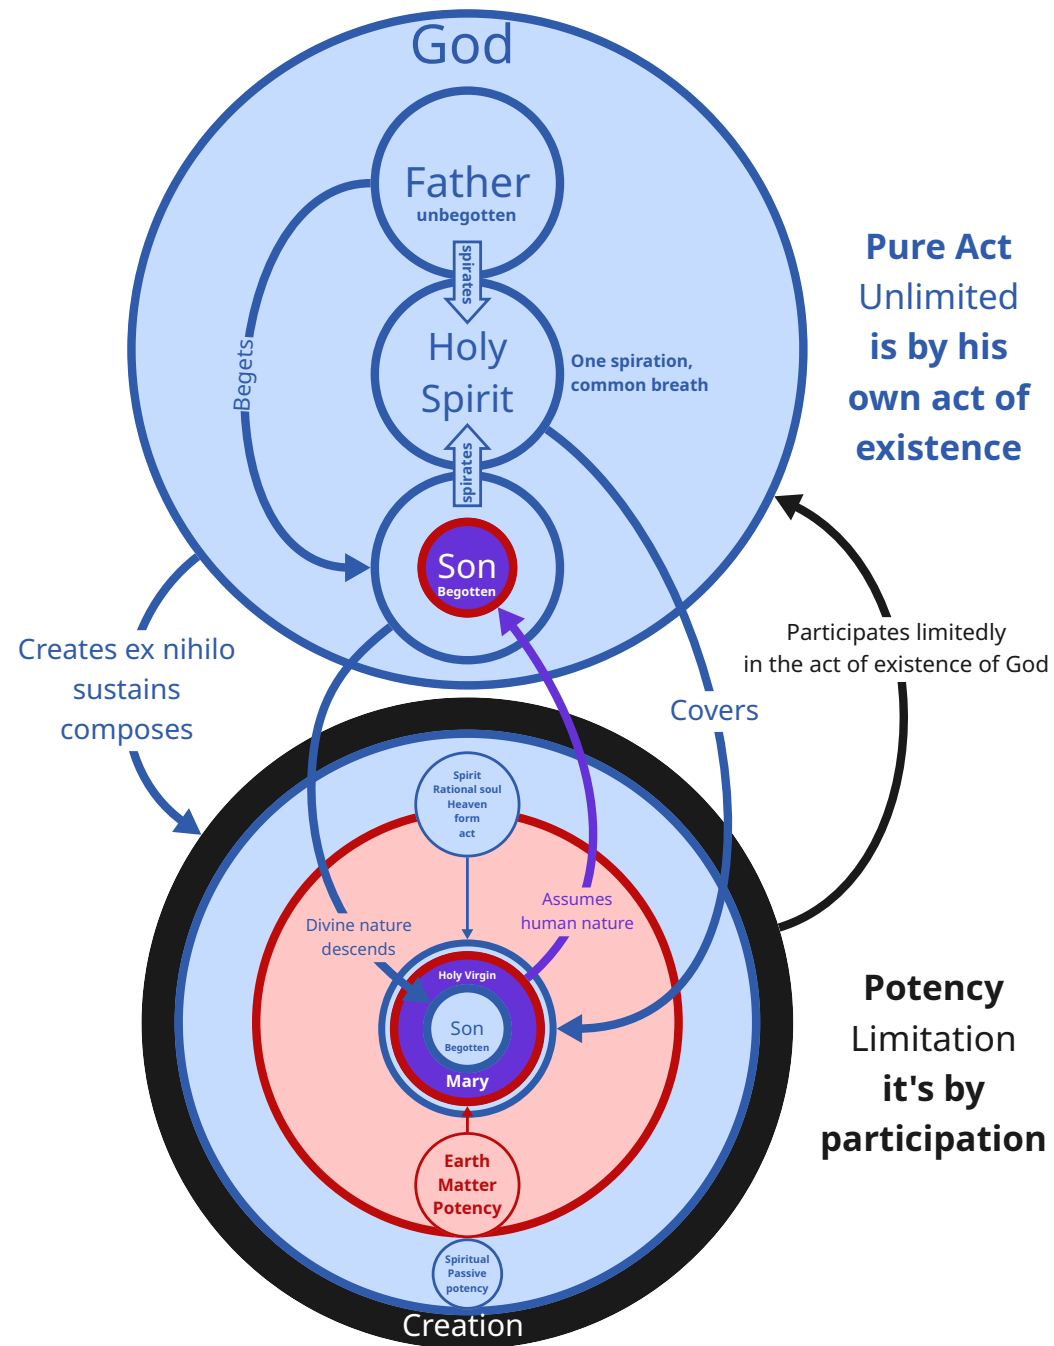 God
Father
unbegotten
spirates
Holy
Spirit
One spiration,
common breath
Begets
spirates
Son
Begotten
Pure Act
Unlimited
is by his
own act of
existence
Creates ex nihilo
sustains
composes
Participates limitedly
in the act of existence of God
Covers
Spirit
Rational soul
Heaven
form
act
Divine nature
descends
Assumes
human nature
Holy Virgin
Son
Begotten
Mary
Earth
Matter
Potency
Spiritual
Passive
potency
Creation
Potency
Limitation
it's by
participation